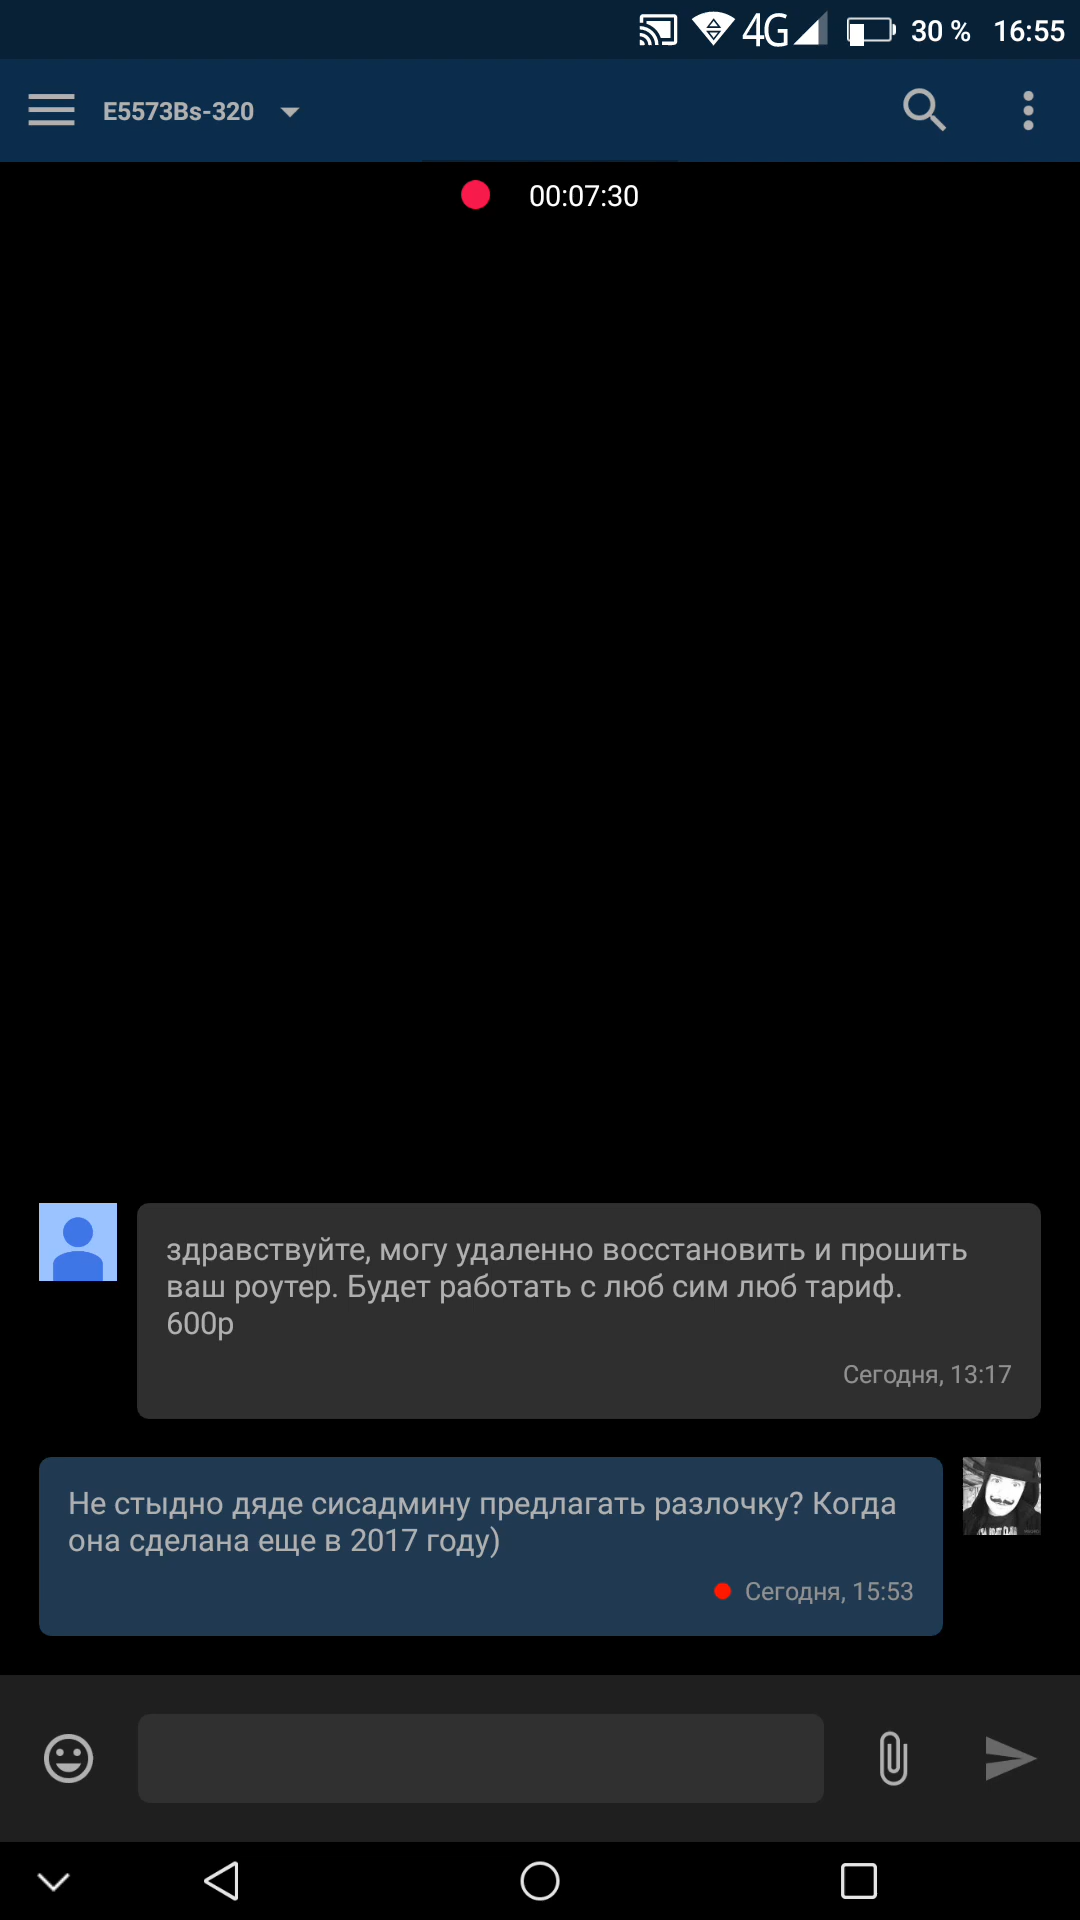 4G 30 % 16:55
E5573Bs-320
00:07:30
здравствуйте, могу удаленно восстановить и прошить
ваш роутер. Будет работать с люб сим люб тариф.
600р
Сегодня, 13:17
Не стыдно дяде сисадмину предлагать разлочку? Когда
она сделана еще в 2017 году)
Сегодня, 15:53